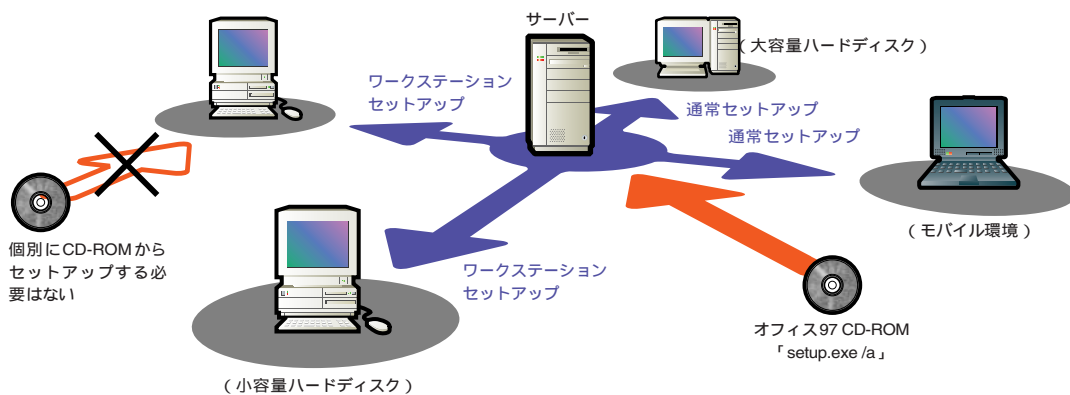 サーバー
（大容量ハードディスク）
ワークステーション
セットアップ
通常セットアップ
通常セットアップ
個別にCD-ROMから
セットアップする必
要はない
（モバイル環境）
ワークステーション
セットアップ
オフィス97 CD-ROM
「setup.exe /a」
（小容量ハードディスク）